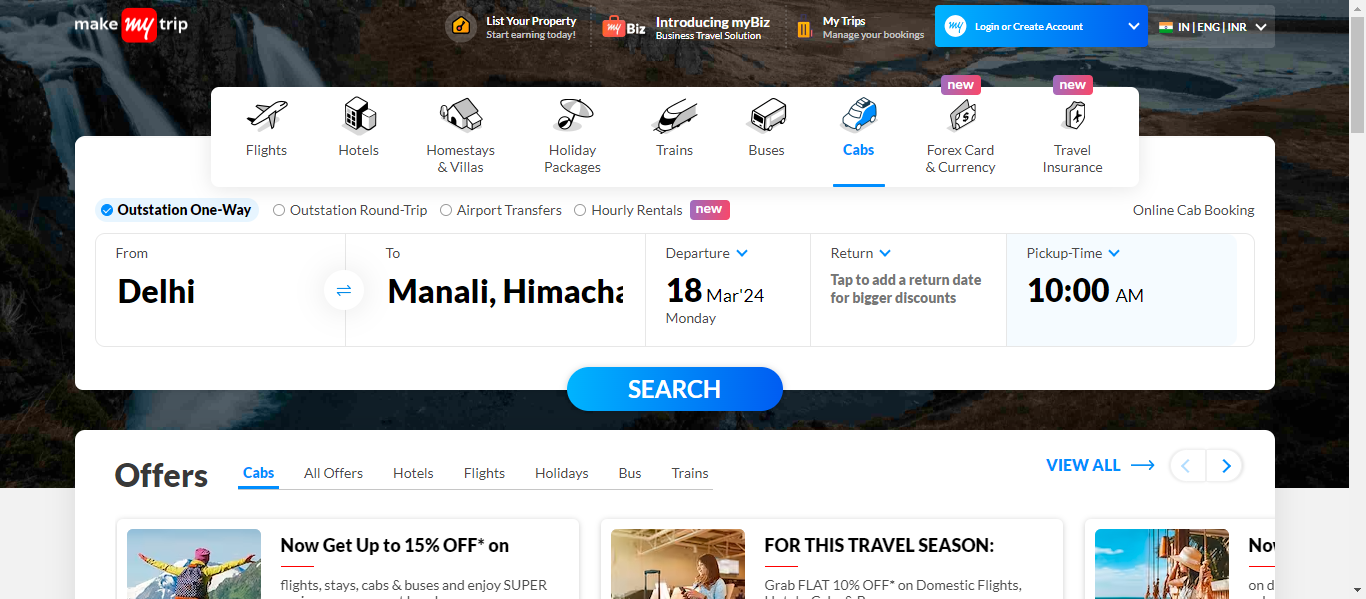 make my trip
List Your Property
Start earning today!
my Biz
Introducing myBiz
Business Travel Solution
My Trips
Manage your bookings
my
Login or Create Account
IN | ENG | INR
new
new
Flights
Hotels
Homestays
& Villas
Holiday
Packages
Trains
Buses
Cabs
Forex Card
& Currency
Travel
Insurance
Outstation One-Way
Outstation Round-Trip
Airport Transfers
Hourly Rentals
new
Online Cab Booking
From
Delhi
To
Manali, Himacha
Departure
18 Mar'24
Monday
Return
Tap to add a return date
for bigger discounts
Pickup-Time
10:00 AM
SEARCH
Offers
Cabs
All Offers
Hotels
Flights
Holidays
Bus
Trains
VIEW ALL
Now Get Up to 15% OFF* on
flights, stays, cabs & buses and enjoy SUPER
FOR THIS TRAVEL SEASON:
Grab FLAT 10% OFF* on Domestic Flights,
No
on d